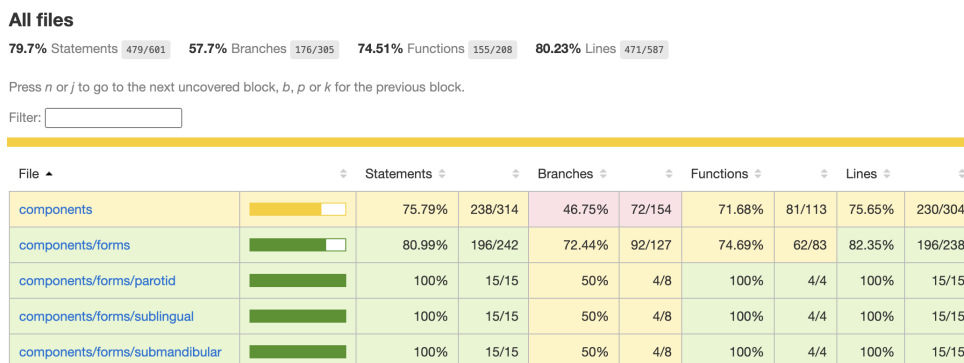 All files
79.7% Statements 479/601 57.7% Branches 176/305 74.51% Functions 155/208 80.23% Lines 471/587
Press n or j to go to the next uncovered block, b, p or k for the previous block.
Filter:
File Statements Branches Functions Lines
components 75.79% 238/314 46.75% 72/154 71.68% 81/113 75.65% 230/304
components/forms 80.99% 196/242 72.44% 92/127 74.69% 62/83 82.35% 196/238
components/forms/parotid 100% 15/15 50% 4/8 100% 4/4 100% 15/15
components/forms/sublingual 100% 15/15 50% 4/8 100% 4/4 100% 15/15
components/forms/submandibular 100% 15/15 50% 4/8 100% 4/4 100% 15/15